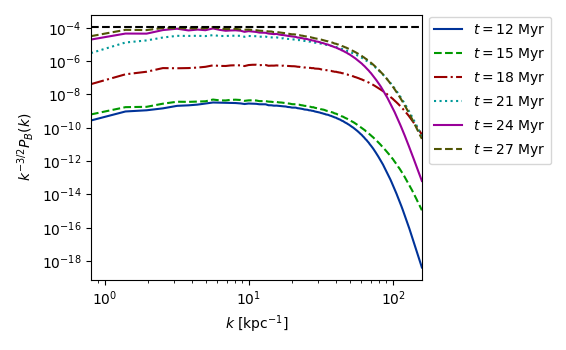 k^{-3/2}P_B(k)
10^{-4}
10^{-6}
10^{-8}
10^{-10}
10^{-12}
10^{-14}
10^{-16}
10^{-18}
10^0
10^1
10^2
k [kpc^{-1}]
t = 12 Myr
t = 15 Myr
t = 18 Myr
t = 21 Myr
t = 24 Myr
t = 27 Myr